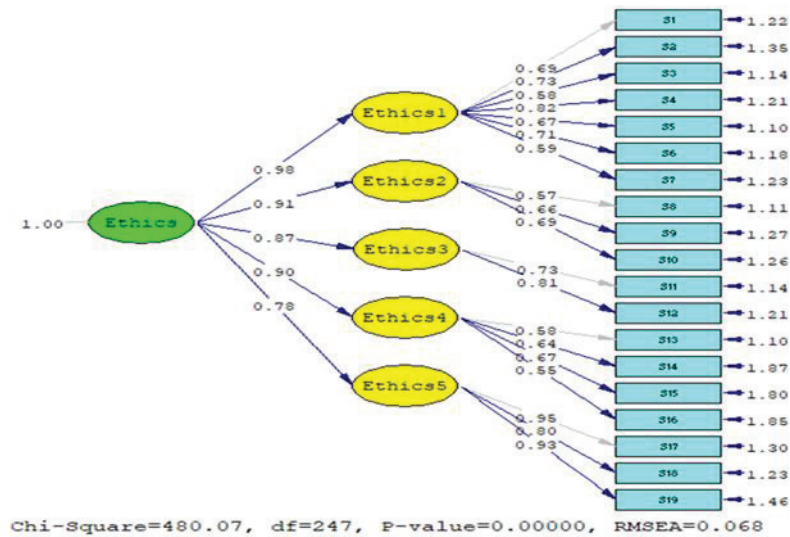 S1 1.22
S2 1.35
0.69
0.73
S3 1.14
0.58
0.82
S4 1.21
Ethics1
0.67
S5 1.10
0.71
0.59
S6 1.18
0.98
S7 1.23
Ethics2
0.57
S8 1.11
0.91
0.66
0.69
S9 1.27
1.00 Ethics
0.87
Ethics3
S10 1.26
0.90
0.73
S11 1.14
0.81
0.78
S12 1.21
Ethics4
0.58
S13 1.10
0.64
0.67
S14 1.87
0.55
Ethics5
S15 1.80
S16 1.85
0.95
0.80
S17 1.30
0.93
S18 1.23
S19 1.46
Chi-Square=480.07, df=247, P-value=0.00000, RMSEA=0.068